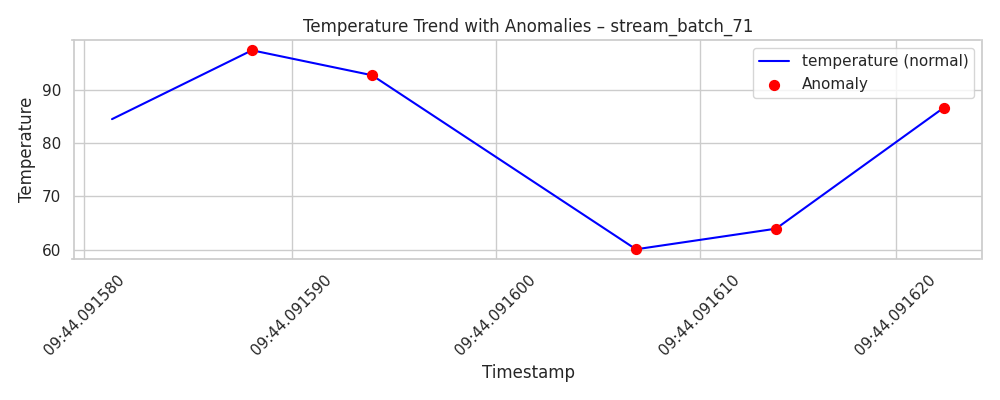 Temperature Trend with Anomalies – stream_batch_71
temperature (normal)
Anomaly
Temperature
90
80
70
60
09:44.091580
09:44.091590
09:44.091600
09:44.091610
09:44.091620
Timestamp